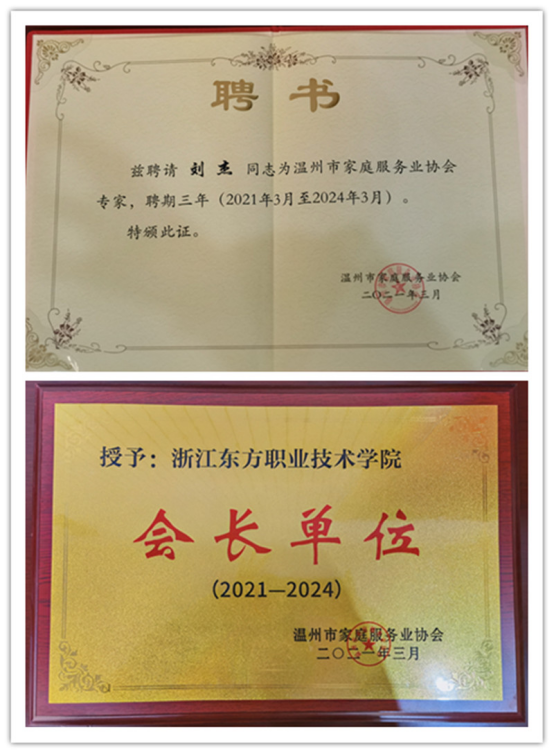 聘书
兹聘请 刘杰 同志为温州市家庭服务业协会
专家，聘期三年（2021年3月至2024年3月）。
特颁此证。
温州市家庭服务业协会
二〇二一年三月
授予：浙江东方职业技术学院
会长单位
（2021—2024）
温州市家庭服务业协会
二〇二一年三月